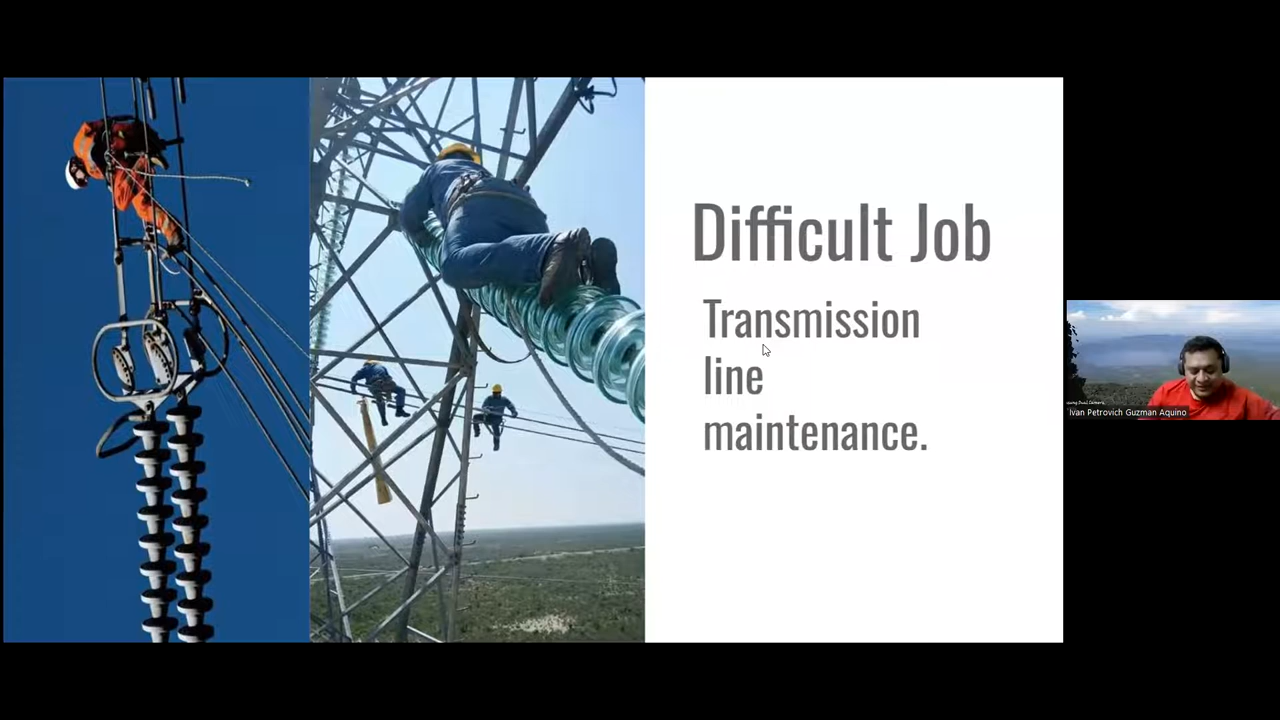 Difficult Job
Transmission
line
maintenance.
Ivan Petrovich Guzman Aquino